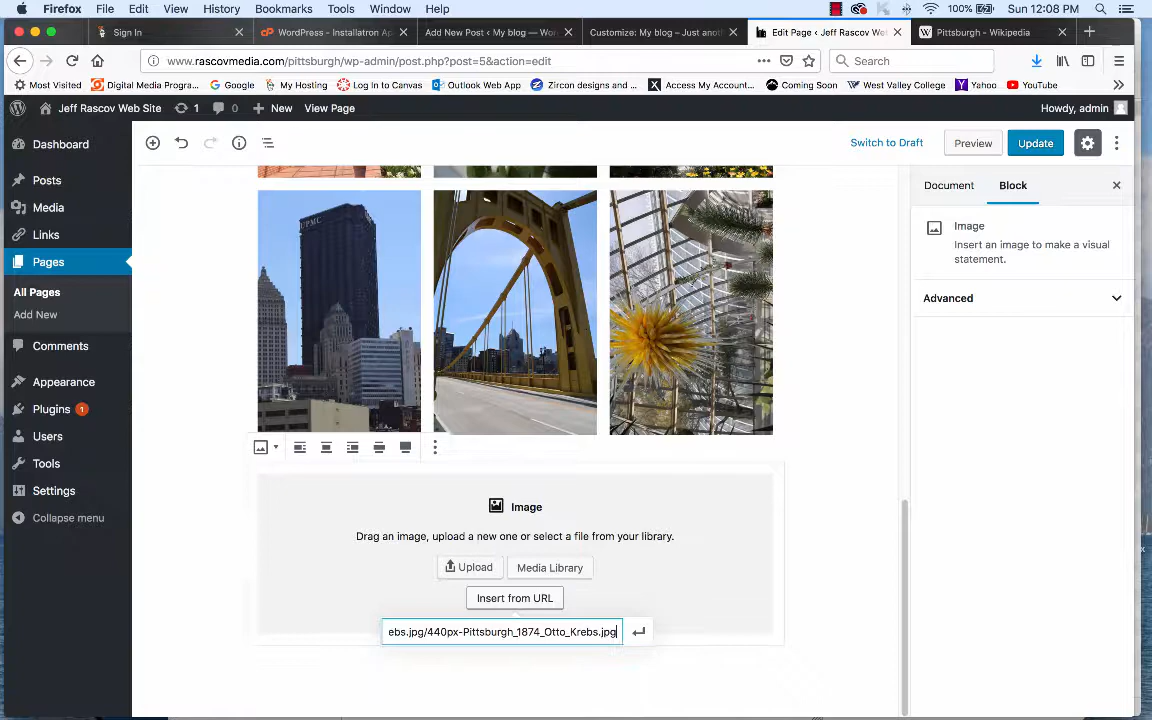 Firefox File Edit View History Bookmarks Tools Window Help 100% Sun 12:08 PM
Sign In WordPress - Installatron Ap Add New Post ‹ My blog — Wor Customize: My blog – Just anot Edit Page ‹ Jeff Rascov Web Pittsburgh - Wikipedia
www.rascovmedia.com/pittsburgh/wp-admin/post.php?post=5&action=edit Search
Most Visited Digital Media Progra... Google My Hosting Log In to Canvas Outlook Web App Zircon designs and ... Access My Account... Coming Soon West Valley College Yahoo YouTube
Jeff Rascov Web Site 1 0 New View Page Howdy, admin
Dashboard
Posts
Media
Links
Pages
All Pages
Add New
Comments
Appearance
Plugins 1
Users
Tools
Settings
Collapse menu
Switch to Draft Preview Update
UPMC
Image
Drag an image, upload a new one or select a file from your library.
Upload Media Library
Insert from URL
ebs.jpg/440px-Pittsburgh_1874_Otto_Krebs.jpg
Document Block
Image
Insert an image to make a visual
statement.
Advanced